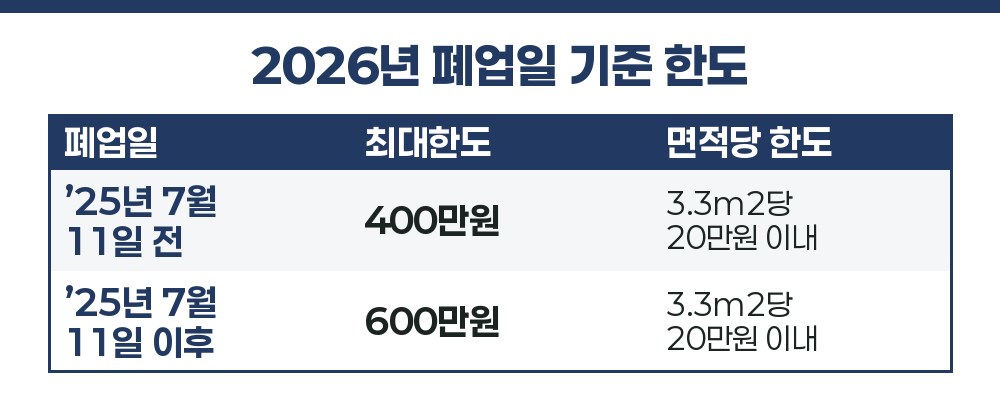 2026년 폐업일 기준 한도
폐업일 최대한도 면적당 한도
’25년 7월
11일 전
400만원
3.3m2당
20만원 이내
’25년 7월
11일 이후
600만원
3.3m2당
20만원 이내